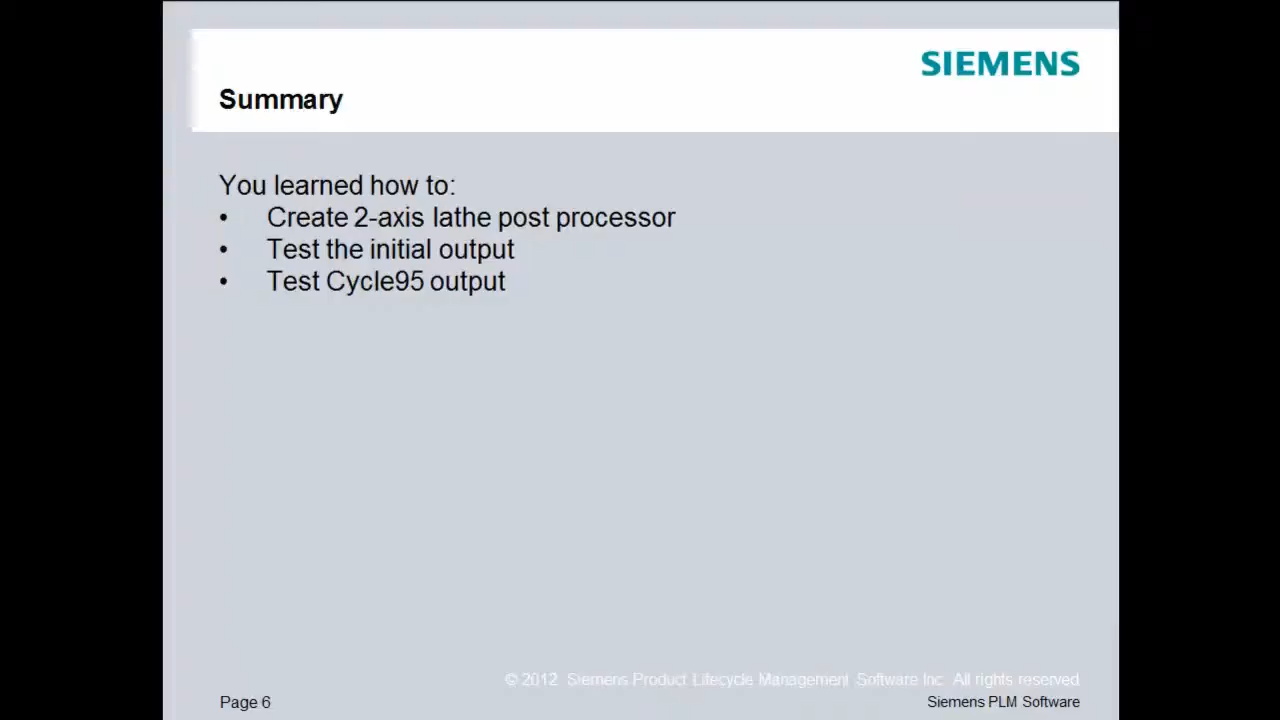 SIEMENS
Summary
You learned how to:
• Create 2-axis lathe post processor
• Test the initial output
• Test Cycle95 output
© 2012 Siemens Product Lifecycle Management Software Inc. All rights reserved
Page 6
Siemens PLM Software